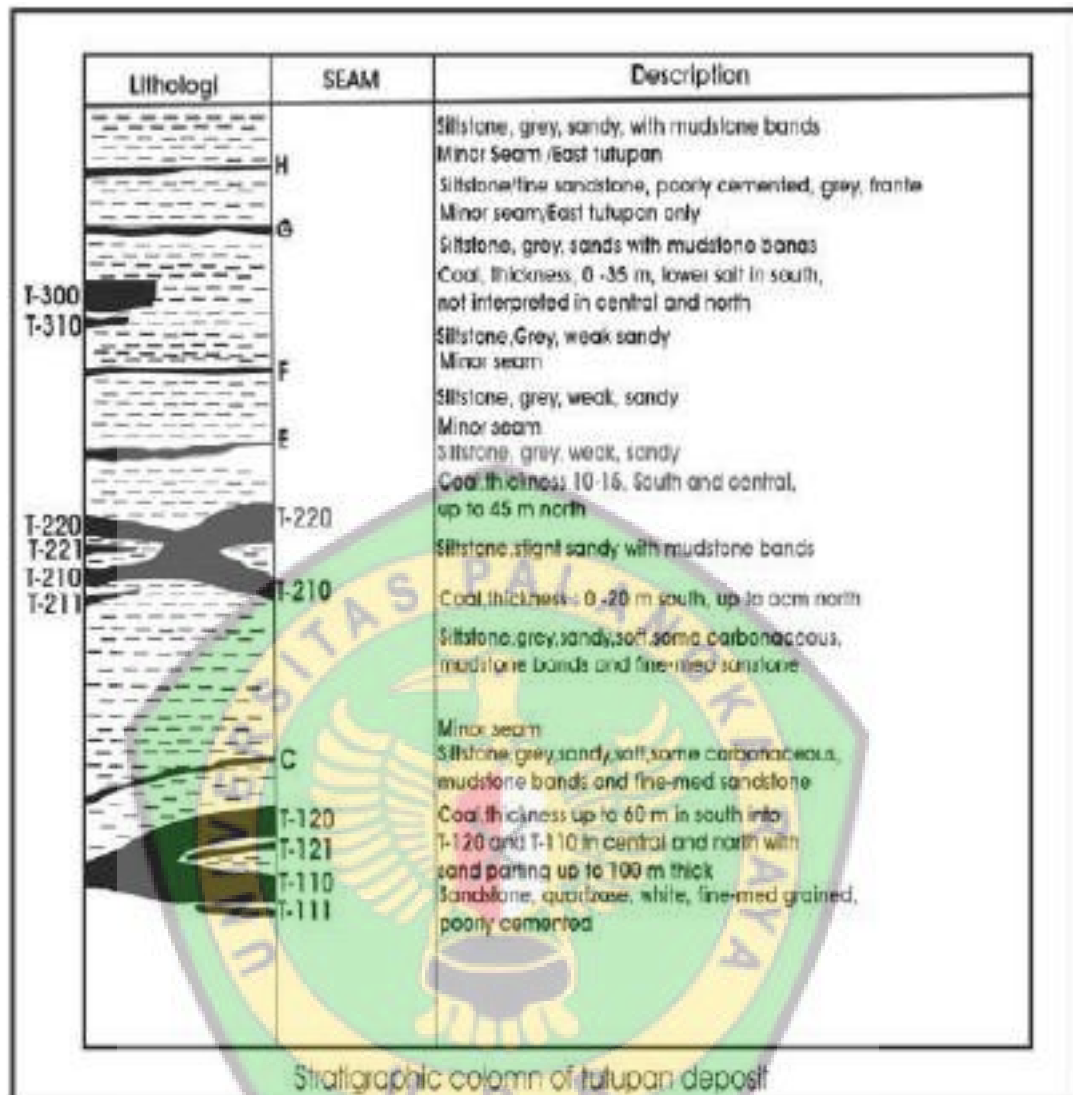 Lithologi SEAM Description
Siltstone, grey, sandy, with mudstone bands
H Minor Seam /East tutupan
Siltstone/fine sandstone, poorly cemented, grey,
Minor seam/East tutupan only
G
Siltstone, grey, sands with mudstone bands
Coal, thickness, 0 -35 m, lower in south,
T-300 not interpreted in central and north
T-310
Siltstone,Grey, weak sandy
Minor seam
F
Siltstone, grey, weak, sandy
Minor seam
E
Siltstone, grey, weak, sandy
Coal,thickness 10-15, South and central,
up to 45 m north
T-220 T-220
T-221 Siltstone, sandy with mudstone bands
T-210 T-210
T-211 Coal,thickness : 0 -20 m south, up to north
Siltstone,grey,sandy,soft,some carbonaceous,
mudstone bands and fine-med sanstone
Minor seam
C Siltstone,grey,sandy,soft,some carbonaceous,
mudstone bands and fine-med sandstone
T-120 Coal,thickness up to 60 m in south into
T-121 T-120 and T-110 in central and north with
sand parting up to 100 m thick
T-110 Sandstone, white, fine-med grained,
T-111 poorly cemented
UNIVERSITAS PALANGKA RAYA
Stratigraphic colomn of tutupan deposit